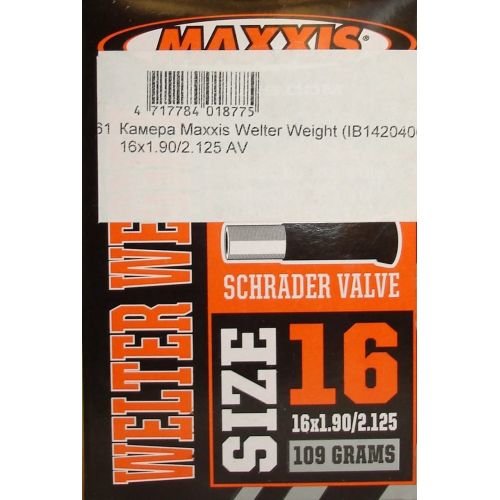 MAXXIS®
4 717784 018775
61 Камера Maxxis Welter Weight (IB142040
16x1.90/2.125 AV
WELTER WE
SCHRADER VALVE
SIZE
16
16x1.90/2.125
109 GRAMS